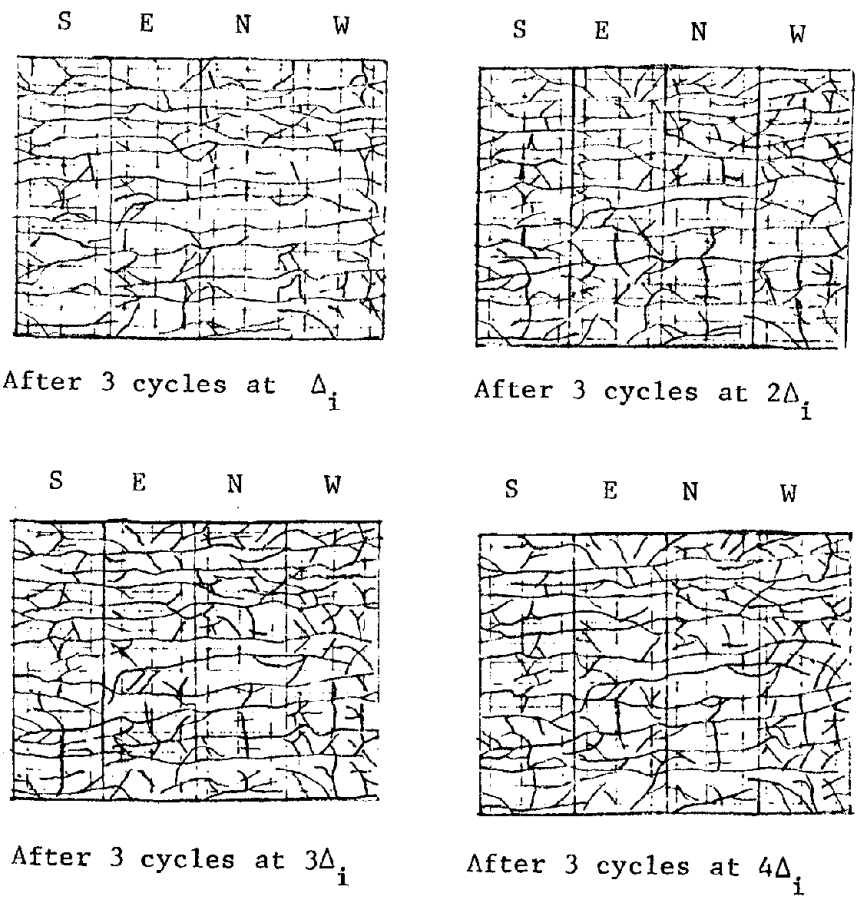 S E N W
S E N W
After 3 cycles at Δi
After 3 cycles at 2Δi
S E N W
S E N W
After 3 cycles at 3Δi
After 3 cycles at 4Δi